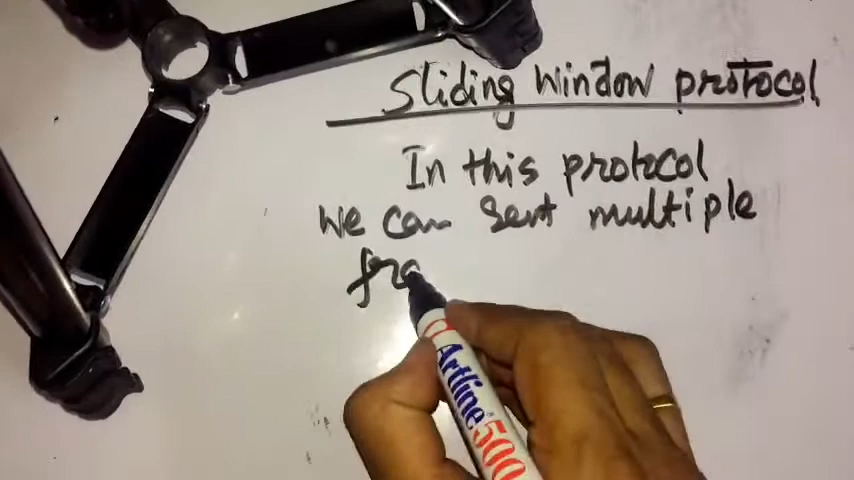 Sliding Window protocol
In this protocol
We can sent multiple
fra
Artline 500